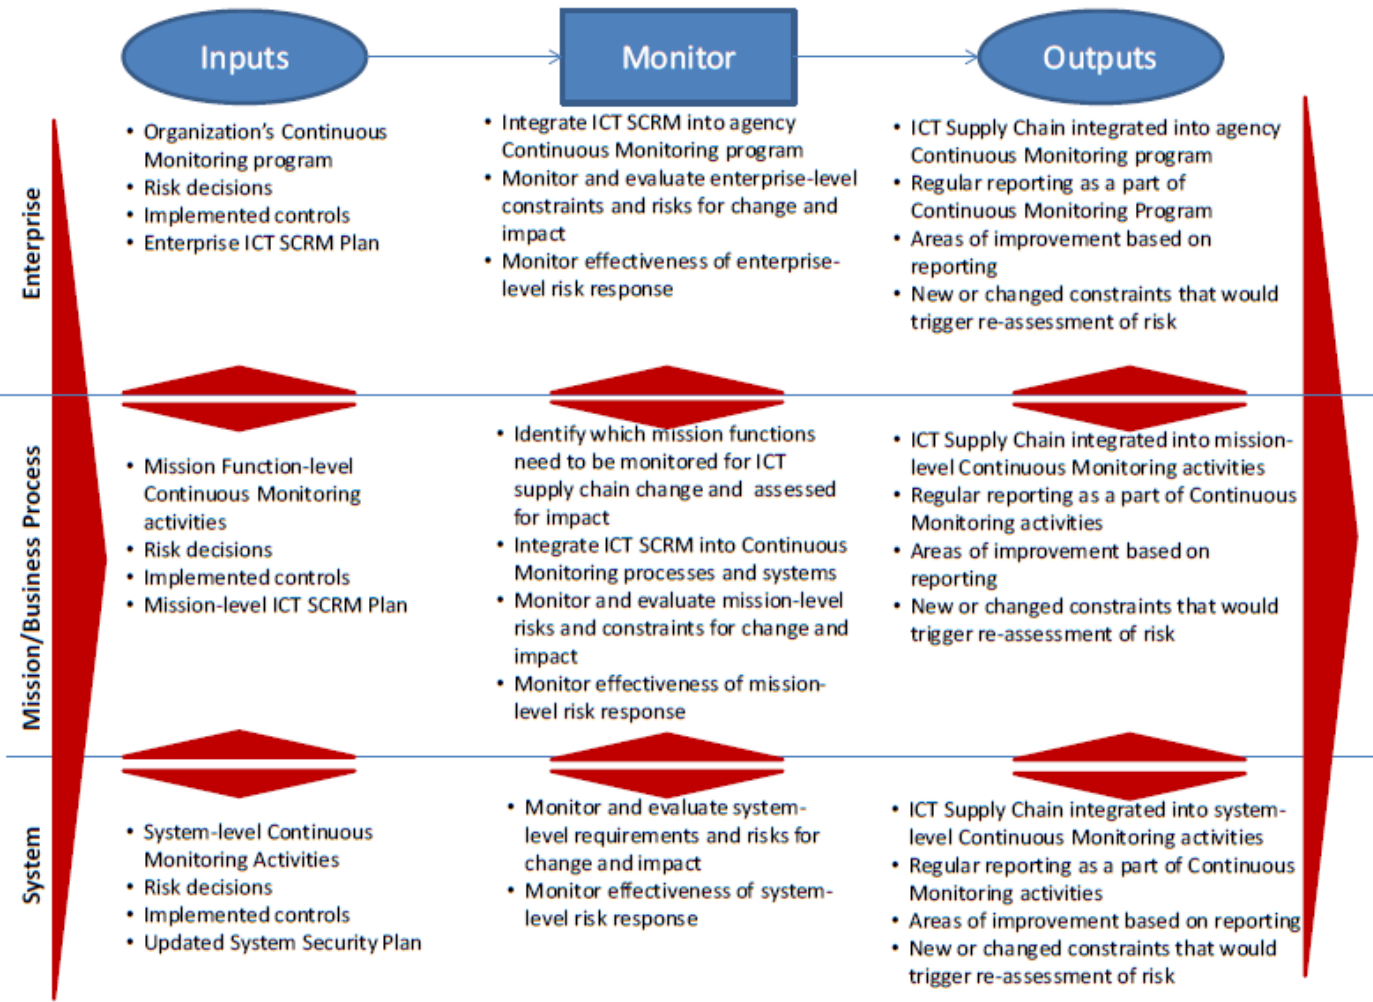 Inputs
Monitor
Outputs
Enterprise
• Organization's Continuous
Monitoring program
• Risk decisions
• Implemented controls
• Enterprise ICT SCRM Plan
• Integrate ICT SCRM into agency
Continuous Monitoring program
• Monitor and evaluate enterprise-level
constraints and risks for change and
impact
• Monitor effectiveness of enterprise-
level risk response
• ICT Supply Chain integrated into agency
Continuous Monitoring program
• Regular reporting as a part of
Continuous Monitoring Program
• Areas of improvement based on
reporting
• New or changed constraints that would
trigger re-assessment of risk
Mission/Business Process
• Mission Function-level
Continuous Monitoring
activities
• Risk decisions
• Implemented controls
• Mission-level ICT SCRM Plan
• Identify which mission functions
need to be monitored for ICT
supply chain change and assessed
for impact
• Integrate ICT SCRM into Continuous
Monitoring processes and systems
• Monitor and evaluate mission-level
risks and constraints for change and
impact
• Monitor effectiveness of mission-
level risk response
• ICT Supply Chain integrated into mission-
level Continuous Monitoring activities
• Regular reporting as a part of Continuous
Monitoring activities
• Areas of improvement based on
reporting
• New or changed constraints that would
trigger re-assessment of risk
System
• System-level Continuous
Monitoring Activities
• Risk decisions
• Implemented controls
• Updated System Security Plan
• Monitor and evaluate system-
level requirements and risks for
change and impact
• Monitor effectiveness of system-
level risk response
• ICT Supply Chain integrated into system-
level Continuous Monitoring activities
• Regular reporting as a part of Continuous
Monitoring activities
• Areas of improvement based on reporting
• New or changed constraints that would
trigger re-assessment of risk